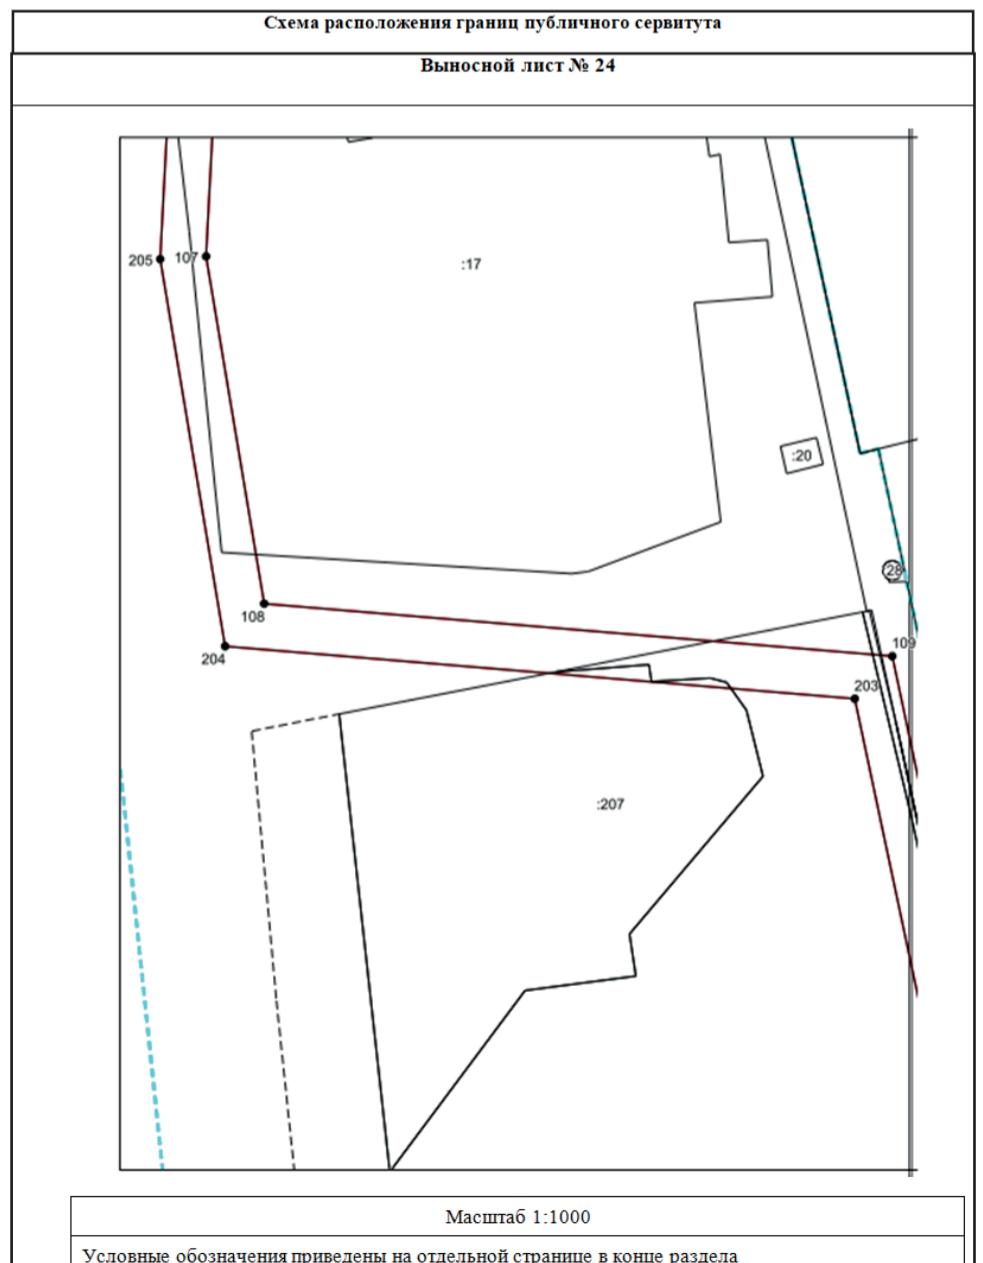 Схема расположения границ публичного сервитута
Выносной лист № 24
205
107
:17
:20
28
108
109
204
203
:207
Масштаб 1:1000
Условные обозначения приведены на отдельной странице в конце раздела